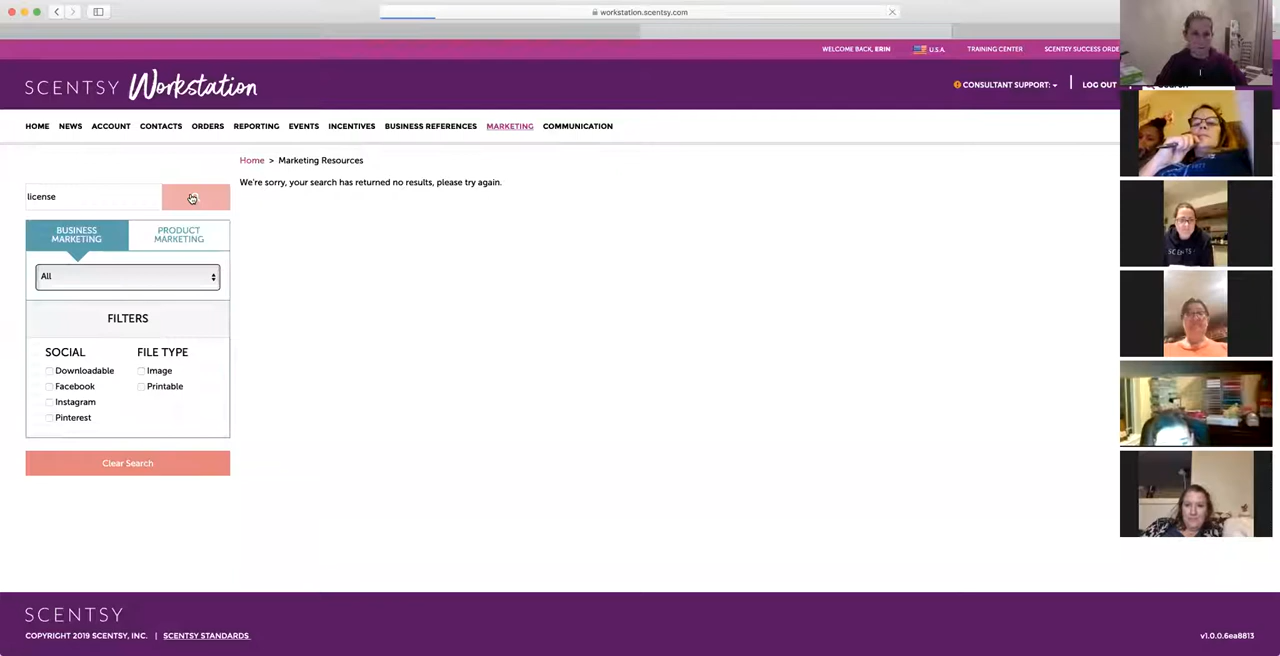 workstation.scentsy.com
WELCOME BACK, ERIN
U.S.A.
TRAINING CENTER
SCENTSY SUCCESS ORDE
SCENTSY Workstation
CONSULTANT SUPPORT:
LOG OUT
HOME NEWS ACCOUNT CONTACTS ORDERS REPORTING EVENTS INCENTIVES BUSINESS REFERENCES MARKETING COMMUNICATION
Home > Marketing Resources
We're sorry, your search has returned no results, please try again.
license
BUSINESS MARKETING
PRODUCT MARKETING
All
FILTERS
SOCIAL
Downloadable
Facebook
Instagram
Pinterest
FILE TYPE
Image
Printable
Clear Search
SCENTSY
COPYRIGHT 2019 SCENTSY, INC. | SCENTSY STANDARDS
v1.0.0.6ea8813